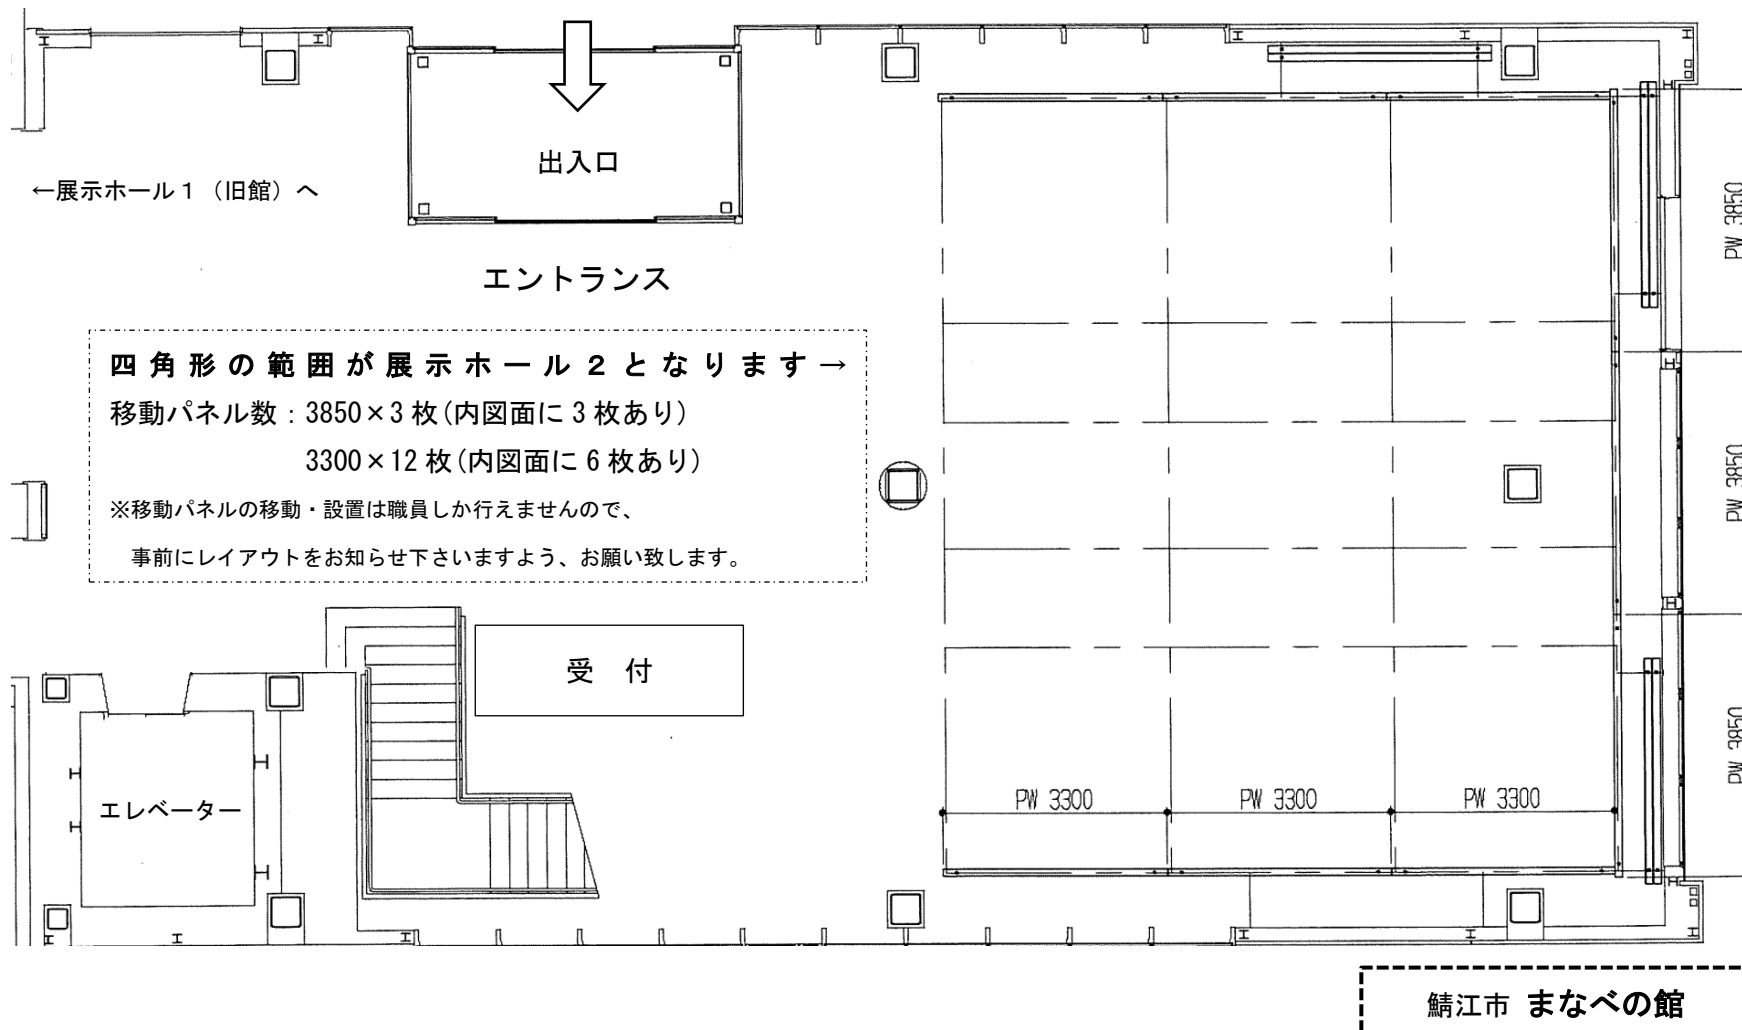 出入口
←展示ホール１（旧館）へ
エントランス
四角形の範囲が展示ホール２となります→
移動パネル数：3850×3枚(内図面に3枚あり)
3300×12枚(内図面に6枚あり)
※移動パネルの移動・設置は職員しか行えませんので、
事前にレイアウトをお知らせ下さいますよう、お願い致します。
受　付
エレベーター
PW 3300
PW 3300
PW 3300
PW 3850
PW 3850
PW 3850
鯖江市 まなべの館